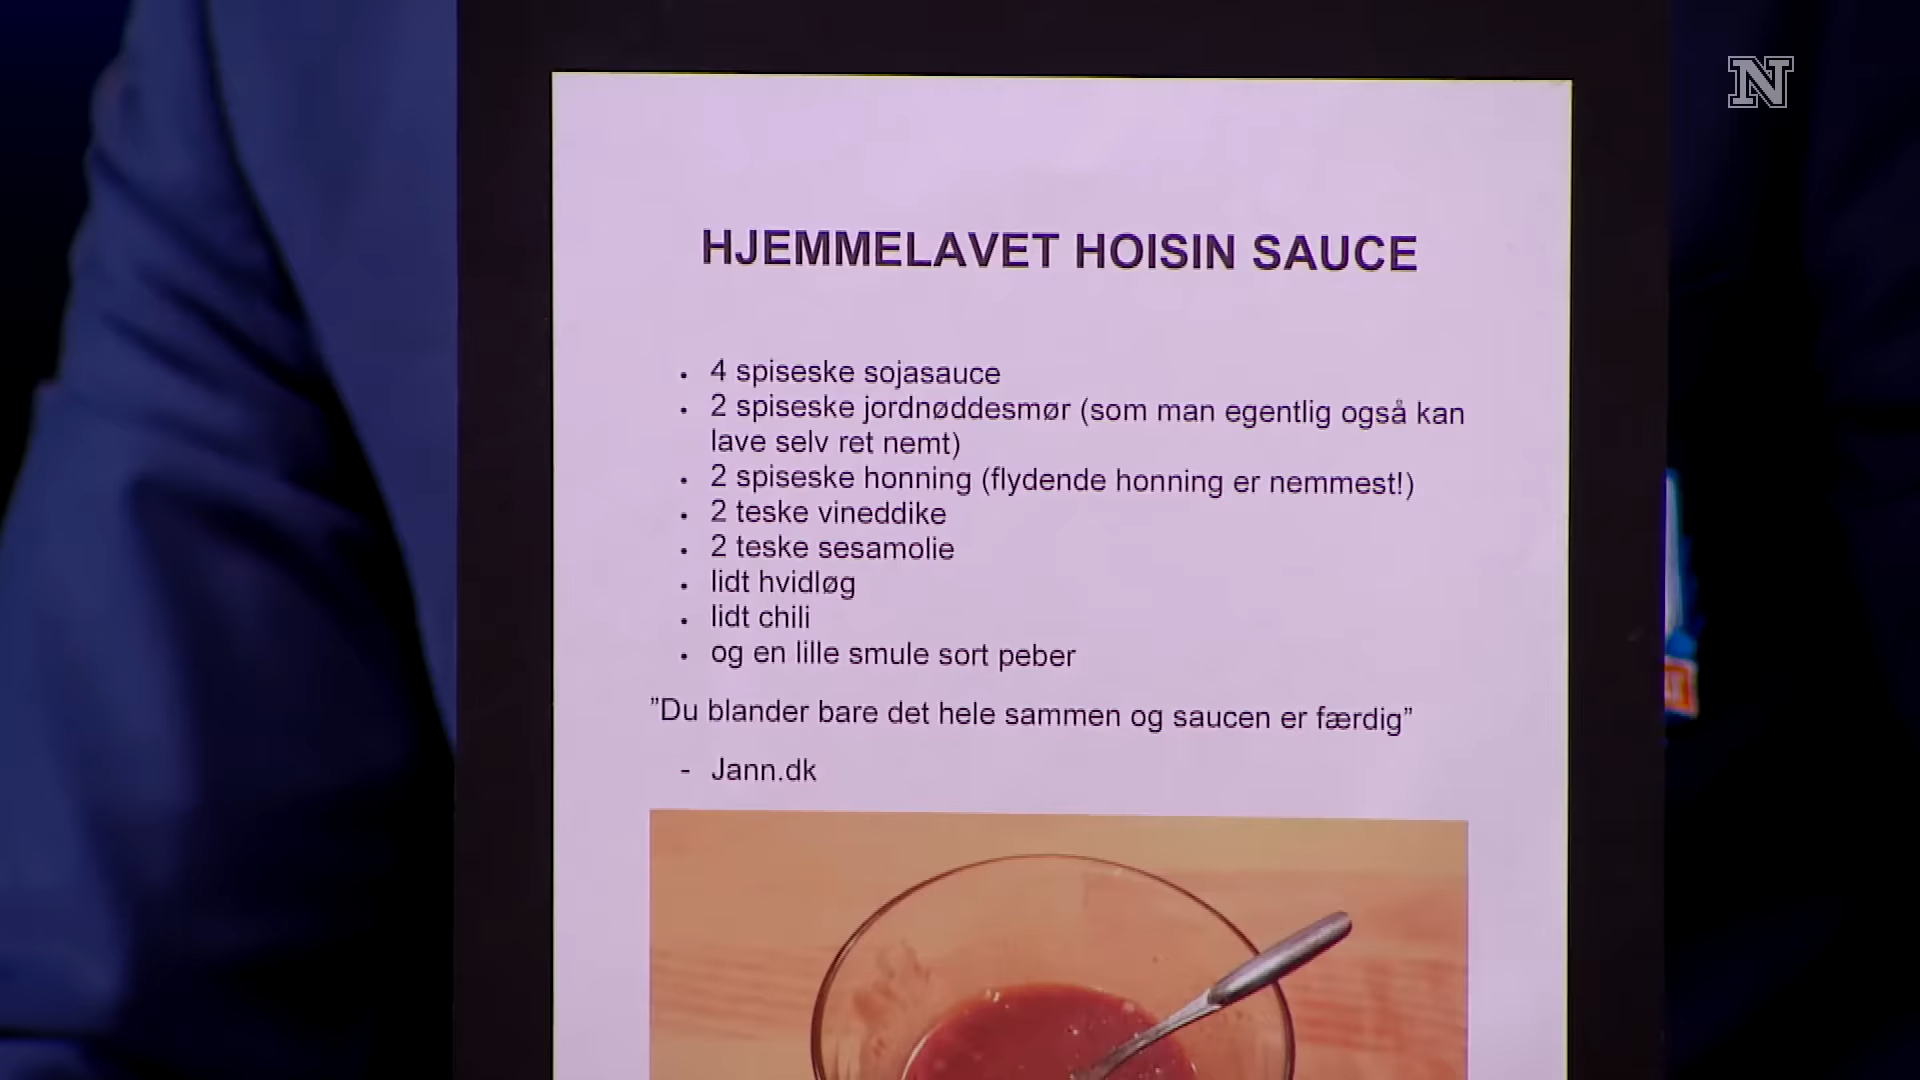 N
HJEMMELAVET HOISIN SAUCE
• 4 spiseske sojasauce
• 2 spiseske jordnøddesmør (som man egentlig også kan
lave selv ret nemt)
• 2 spiseske honning (flydende honning er nemmest!)
• 2 teske vineddike
• 2 teske sesamolie
• lidt hvidløg
• lidt chili
• og en lille smule sort peber
”Du blander bare det hele sammen og saucen er færdig”
- Jann.dk